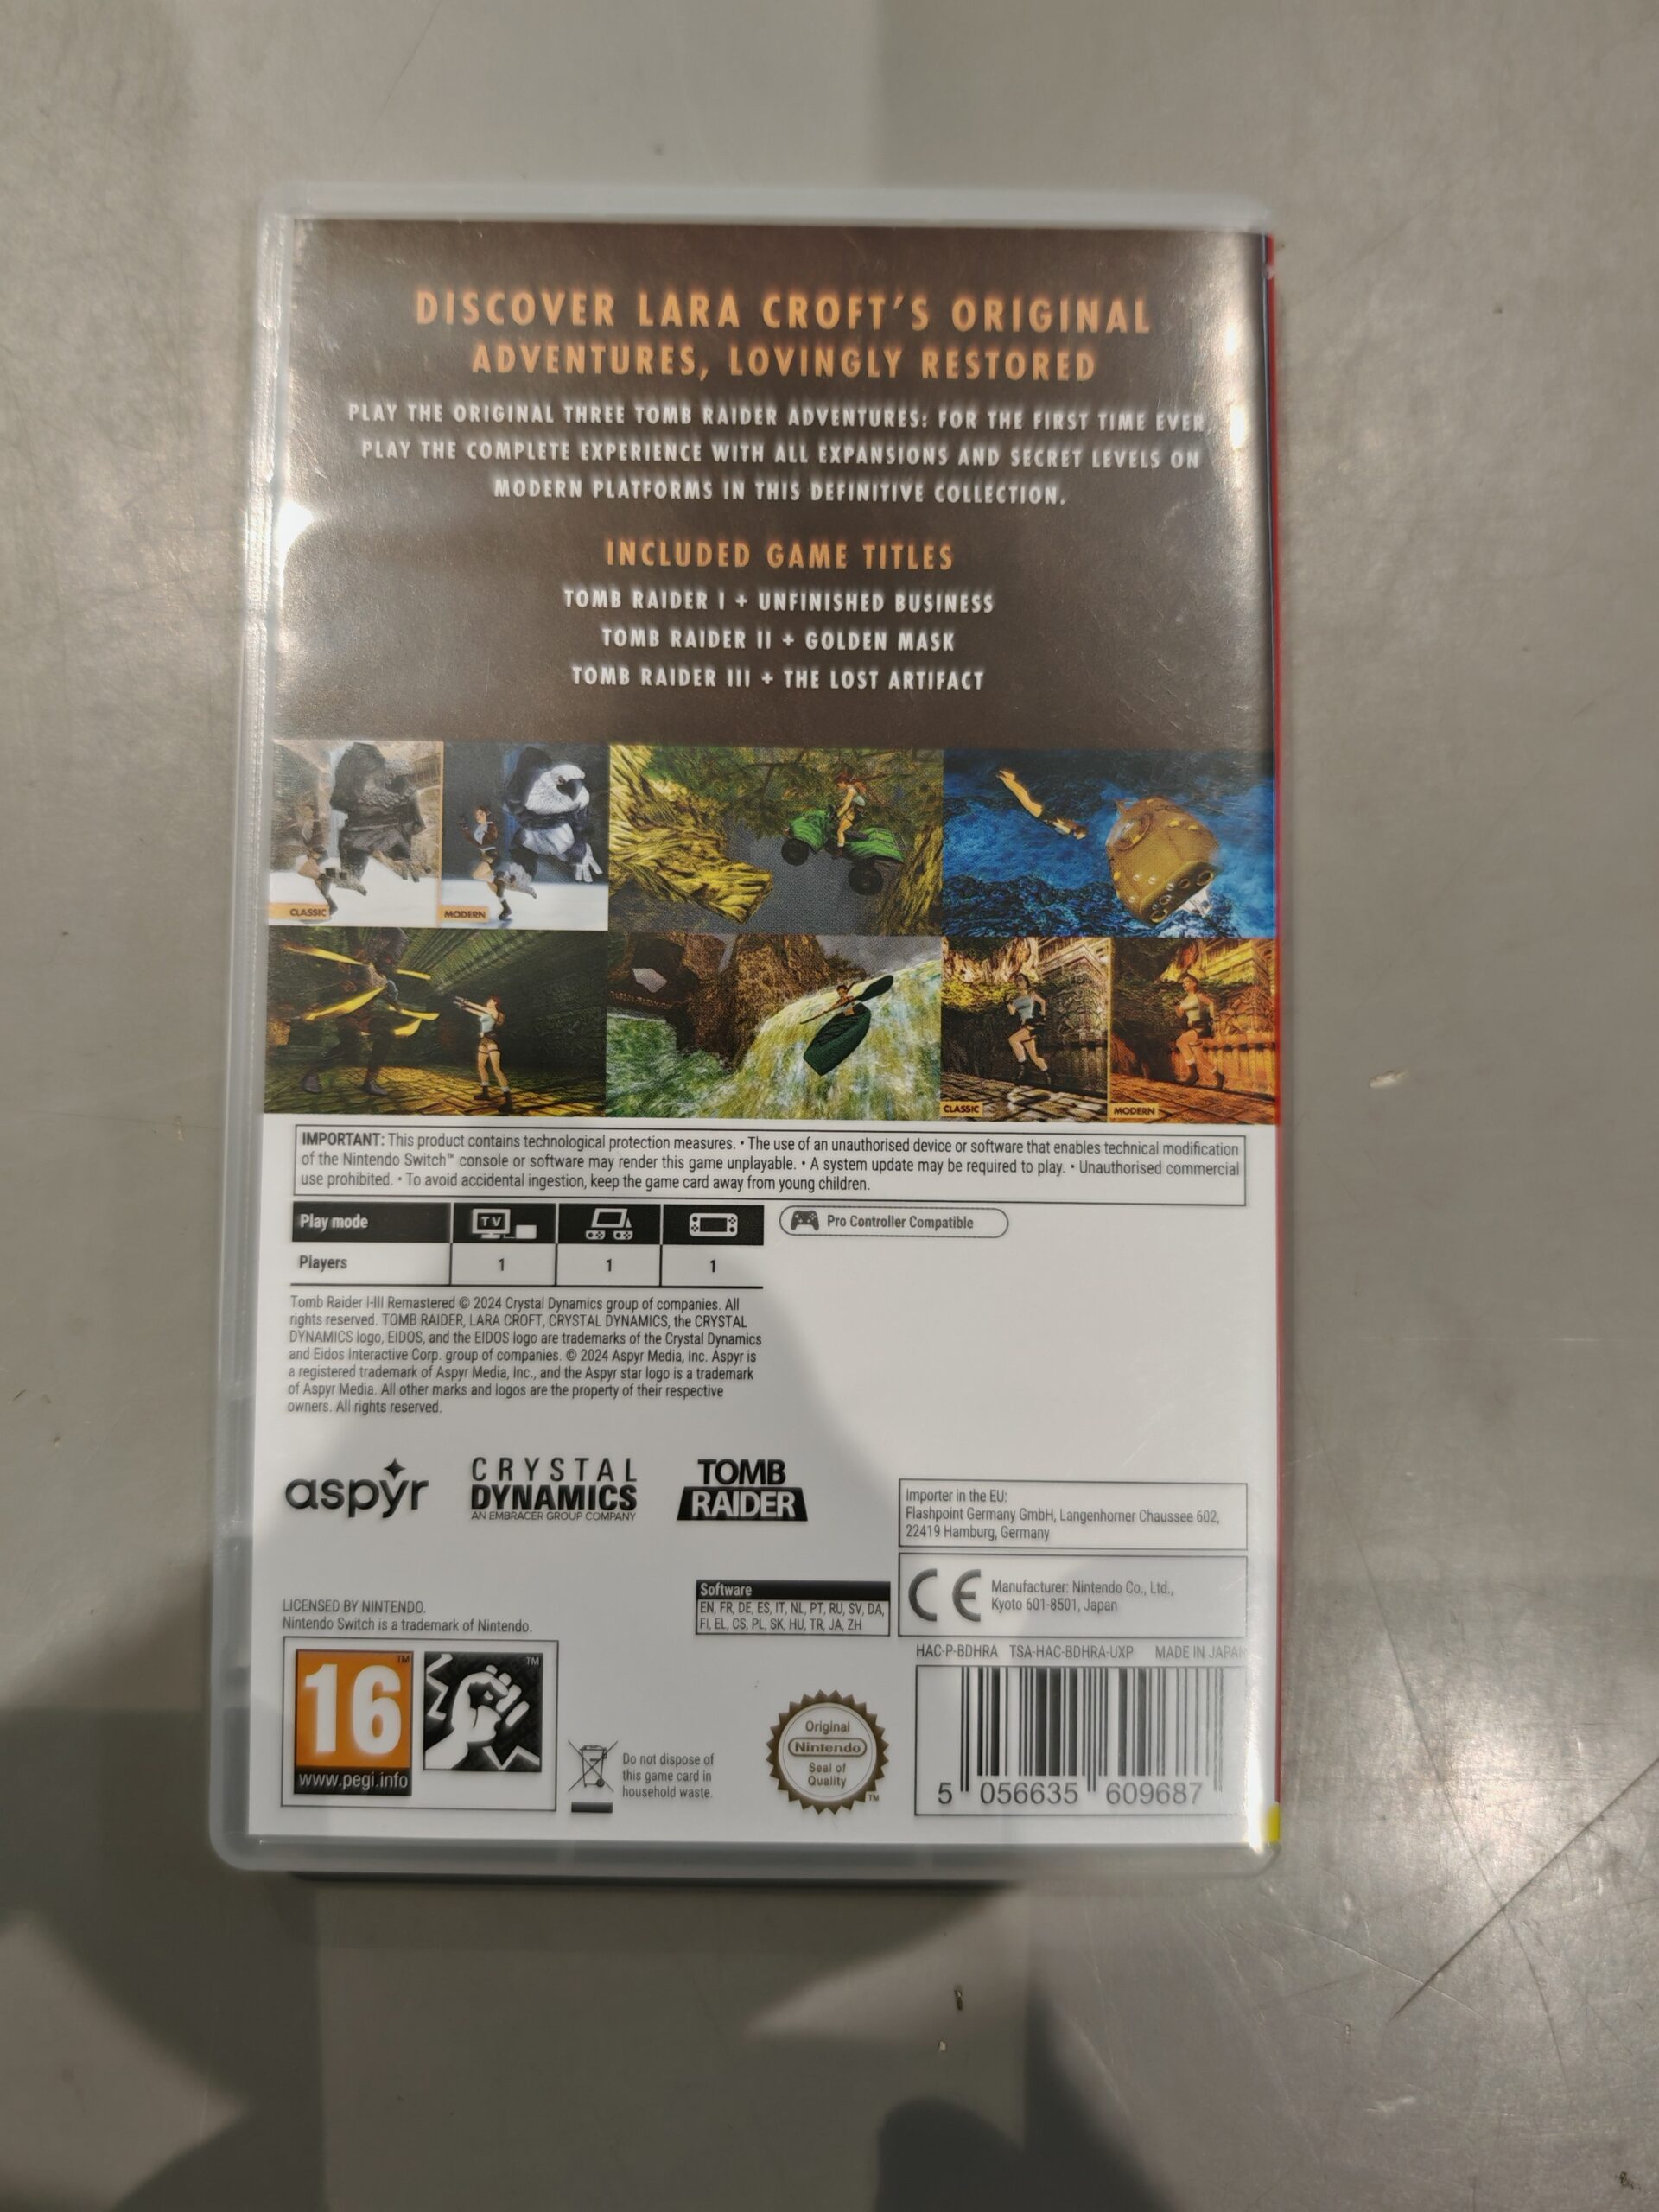 DISCOVER LARA CROFT'S ORIGINAL
ADVENTURES, LOVINGLY RESTORED
PLAY THE ORIGINAL THREE TOMB RAIDER ADVENTURES: FOR THE FIRST TIME EVER,
PLAY THE COMPLETE EXPERIENCE WITH ALL EXPANSIONS AND SECRET LEVELS ON
MODERN PLATFORMS IN THIS DEFINITIVE COLLECTION.
INCLUDED GAME TITLES
TOMB RAIDER I + UNFINISHED BUSINESS
TOMB RAIDER II + GOLDEN MASK
TOMB RAIDER III + THE LOST ARTIFACT
CLASSIC
MODERN
CLASSIC
MODERN
IMPORTANT: This product contains technological protection measures. • The use of an unauthorised device or software that enables technical modification
of the Nintendo Switch™ console or software may render this game unplayable. • A system update may be required to play. • Unauthorised commercial
use prohibited. • To avoid accidental ingestion, keep the game card away from young children.
Play mode
TV
Pro Controller Compatible
Players 1 1 1
Tomb Raider I-III Remastered © 2024 Crystal Dynamics group of companies. All
rights reserved. TOMB RAIDER, LARA CROFT, CRYSTAL DYNAMICS, the CRYSTAL
DYNAMICS logo, EIDOS, and the EIDOS logo are trademarks of the Crystal Dynamics
and Eidos Interactive Corp. group of companies. © 2024 Aspyr Media, Inc. Aspyr is
a registered trademark of Aspyr Media, Inc., and the Aspyr star logo is a trademark
of Aspyr Media. All other marks and logos are the property of their respective
owners. All rights reserved.
aspyr
CRYSTAL
DYNAMICS
AN EMBRACER GROUP COMPANY
TOMB
RAIDER
Importer in the EU:
Flashpoint Germany GmbH, Langenhorner Chaussee 602,
22419 Hamburg, Germany
CE
Manufacturer: Nintendo Co., Ltd.,
Kyoto 601-8501, Japan
Software
EN, FR, DE, ES, IT, NL, PT, RU, SV, DA,
FI, EL, CS, PL, SK, HU, TR, JA, ZH
LICENSED BY NINTENDO.
Nintendo Switch is a trademark of Nintendo.
HAC-P-BDHRA TSA-HAC-BDHRA-UXP MADE IN JAPAN
16 ™
www.pegi.info
™
Do not dispose of
this game card in
household waste.
Original
Nintendo
Seal of
Quality
™
5 056635 609687